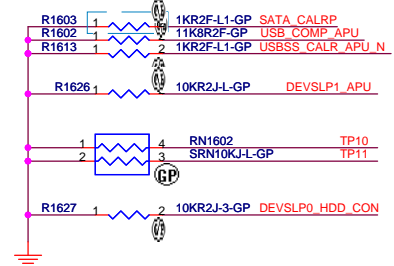 R1603 1 1KR2F-L1-GP SATA_CALRP
R1602 1 11K8R2F-GP USB_COMP_APU
R1613 1 2 1KR2F-L1-GP USBSS_CALR_APU_N
R1626 1 10KR2J-L-GP DEVSLP1_APU
1 4 RN1602 TP10
2 3 SRN10KJ-L-GP TP11
GP
R1627 1 2 10KR2J-3-GP DEVSLP0_HDD_CON